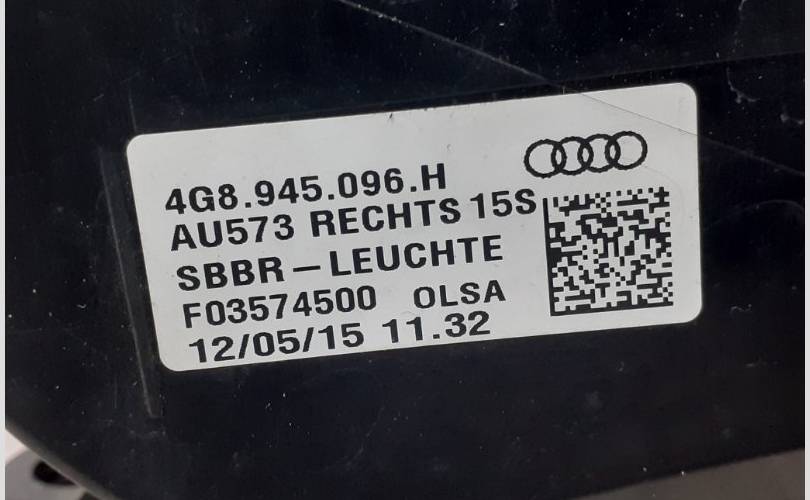 4G8.945.096.H
AU573 RECHTS 15S
SBBR-LEUCHTE
F03574500 OLSA
12/05/15 11.32